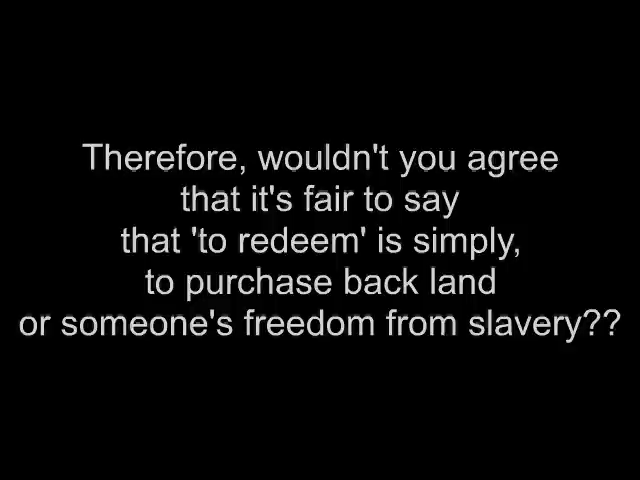 Therefore, wouldn't you agree
that it's fair to say
that 'to redeem' is simply,
to purchase back land
or someone's freedom from slavery??